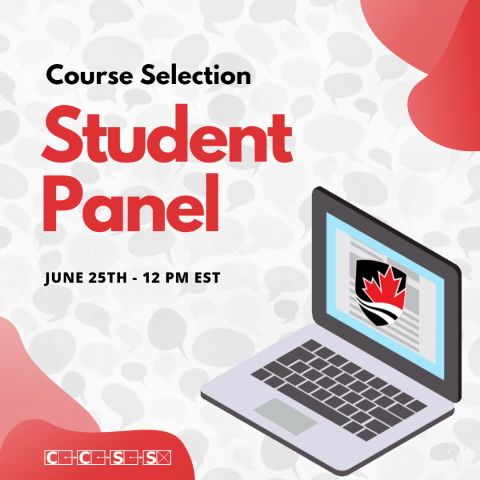 Course Selection
Student
Panel
JUNE 25TH - 12 PM EST
C C S S